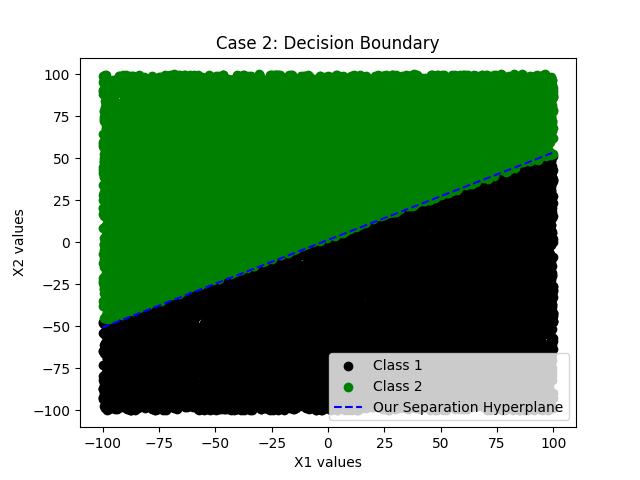 Case 2: Decision Boundary
X2 values
100
75
50
25
0
−25
−50
−75
−100
Class 1
Class 2
Our Separation Hyperplane
−100 −75 −50 −25 0 25 50 75 100
X1 values